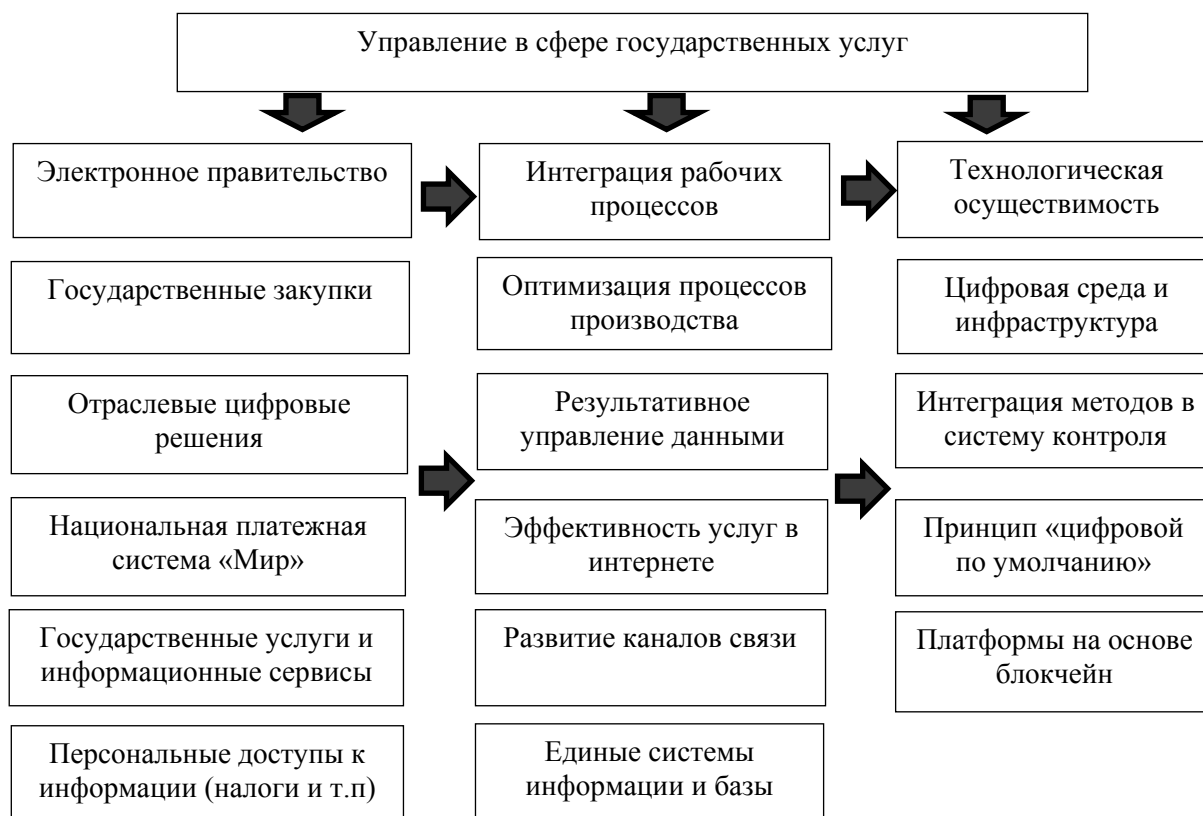 Управление в сфере государственных услуг
Электронное правительство
Интеграция рабочих
процессов
Технологическая
осуществимость
Государственные закупки
Оптимизация процессов
производства
Цифровая среда и
инфраструктура
Отраслевые цифровые
решения
Результативное
управление данными
Интеграция методов в
систему контроля
Национальная платежная
система «Мир»
Эффективность услуг в
интернете
Принцип «цифровой
по умолчанию»
Государственные услуги и
информационные сервисы
Развитие каналов связи
Платформы на основе
блокчейн
Персональные доступы к
информации (налоги и т.п)
Единые системы
информации и базы